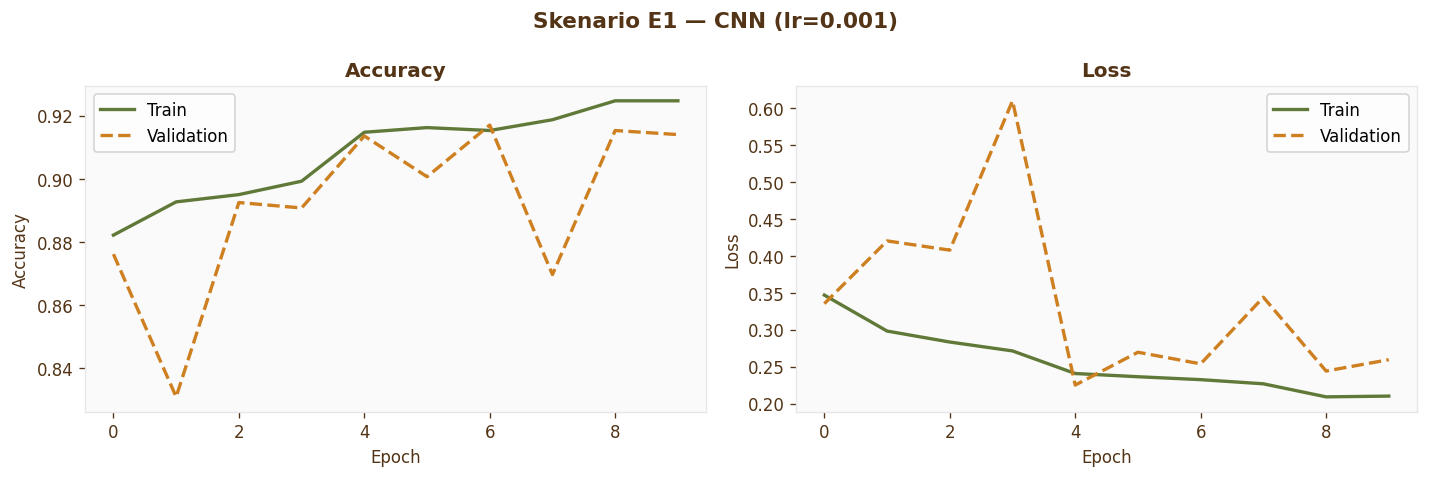 Skenario E1 — CNN (lr=0.001)
Accuracy
Train
Validation
Accuracy
0.92
0.90
0.88
0.86
0.84
0
2
4
6
8
Epoch
Loss
Train
Validation
Loss
0.60
0.55
0.50
0.45
0.40
0.35
0.30
0.25
0.20
0
2
4
6
8
Epoch